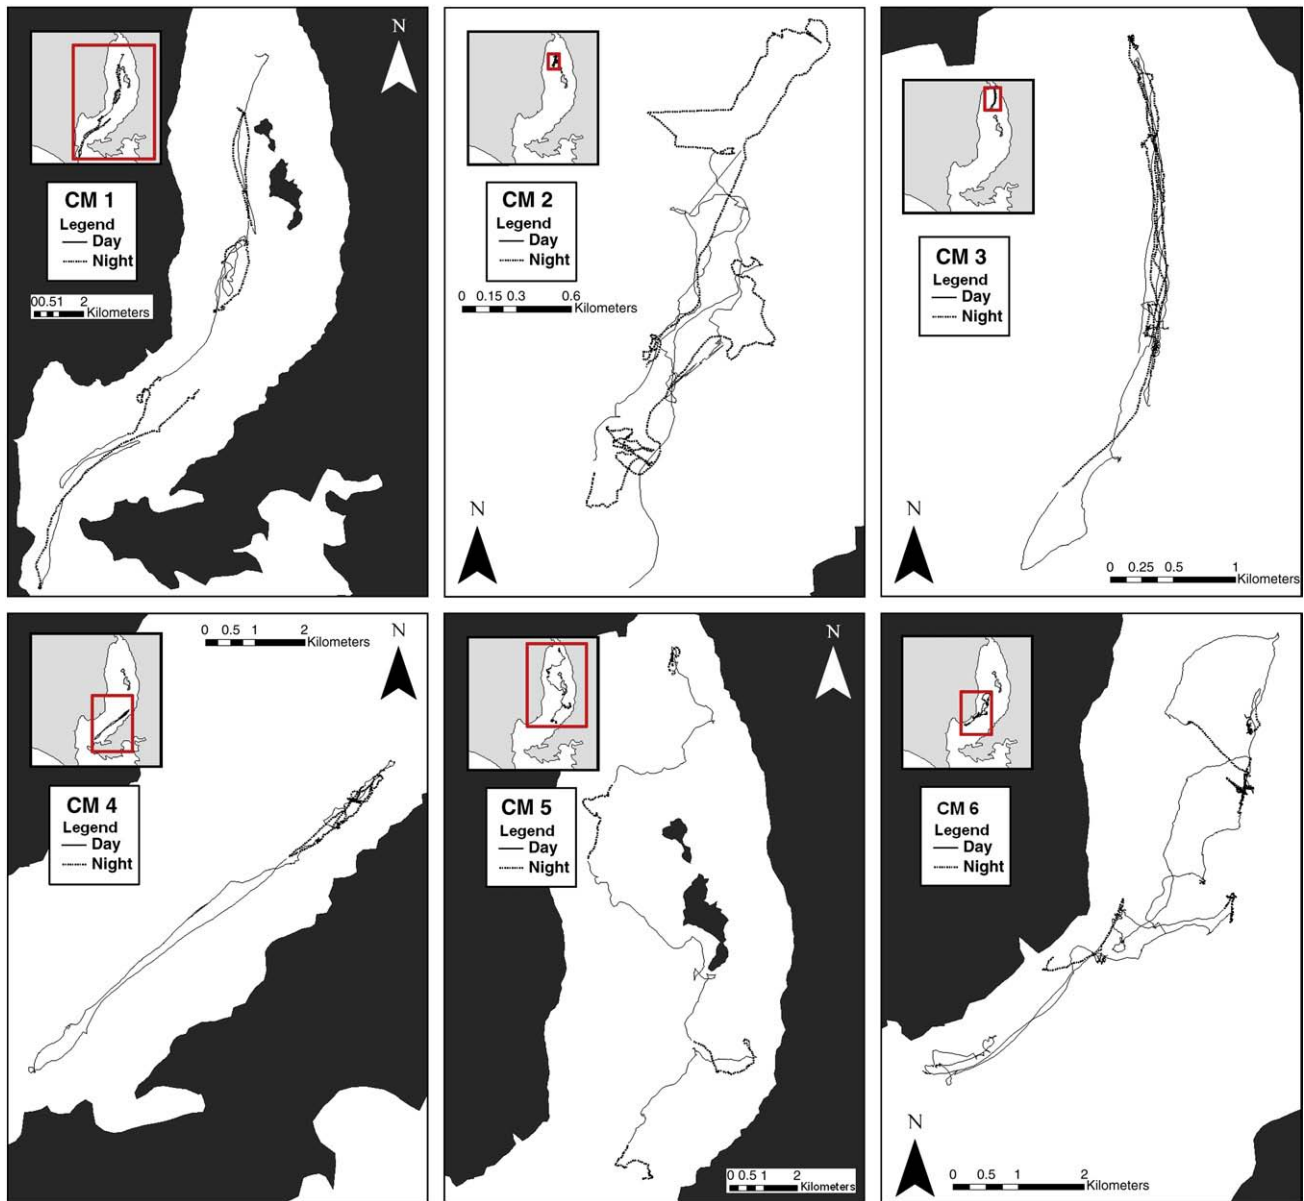 N
CM 1
Legend
Day
Night
00.51 2
Kilometers
CM 2
Legend
Day
Night
0 0.15 0.3 0.6
Kilometers
N
CM 3
Legend
Day
Night
N
0 0.25 0.5 1
Kilometers
0 0.5 1 2
Kilometers
N
CM 4
Legend
Day
Night
N
CM 5
Legend
Day
Night
0 0.5 1 2
Kilometers
CM 6
Legend
Day
Night
N
0 0.5 1 2
Kilometers